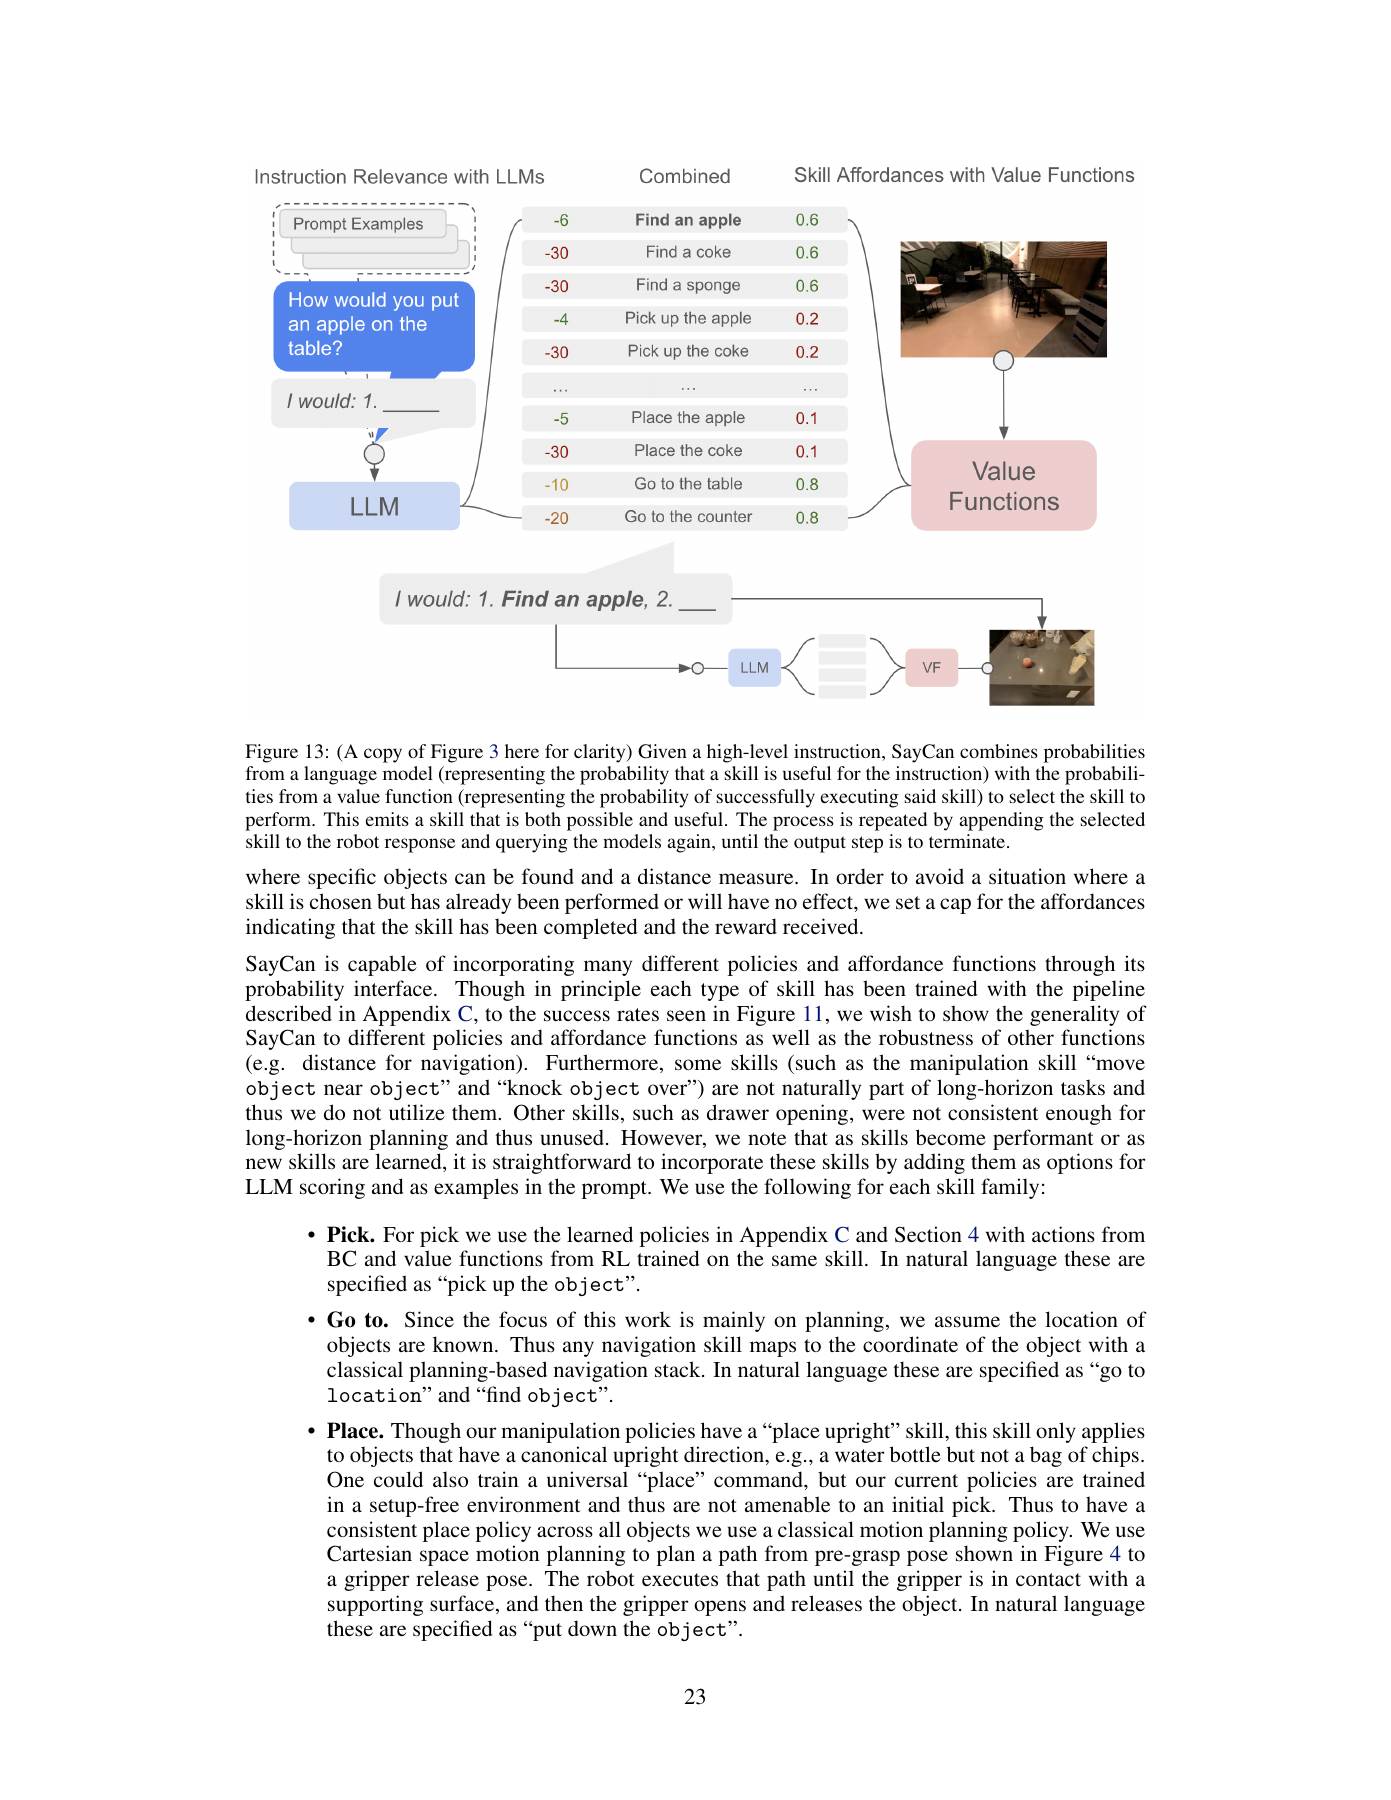 Instruction Relevance with LLMs
Combined
Skill Affordances with Value Functions
Prompt Examples
How would you put
an apple on the
table?
I would: 1. _____
LLM
-6 Find an apple 0.6
-30 Find a coke 0.6
-30 Find a sponge 0.6
-4 Pick up the apple 0.2
-30 Pick up the coke 0.2
... ... ...
-5 Place the apple 0.1
-30 Place the coke 0.1
-10 Go to the table 0.8
-20 Go to the counter 0.8
Value
Functions
I would: 1. Find an apple, 2. ___
LLM
VF
Figure 13: (A copy of Figure 3 here for clarity) Given a high-level instruction, SayCan combines probabilities
from a language model (representing the probability that a skill is useful for the instruction) with the probabili-
ties from a value function (representing the probability of successfully executing said skill) to select the skill to
perform. This emits a skill that is both possible and useful. The process is repeated by appending the selected
skill to the robot response and querying the models again, until the output step is to terminate.
where specific objects can be found and a distance measure. In order to avoid a situation where a
skill is chosen but has already been performed or will have no effect, we set a cap for the affordances
indicating that the skill has been completed and the reward received.
SayCan is capable of incorporating many different policies and affordance functions through its
probability interface. Though in principle each type of skill has been trained with the pipeline
described in Appendix C, to the success rates seen in Figure 11, we wish to show the generality of
SayCan to different policies and affordance functions as well as the robustness of other functions
(e.g. distance for navigation). Furthermore, some skills (such as the manipulation skill “move
object near object” and “knock object over”) are not naturally part of long-horizon tasks and
thus we do not utilize them. Other skills, such as drawer opening, were not consistent enough for
long-horizon planning and thus unused. However, we note that as skills become performant or as
new skills are learned, it is straightforward to incorporate these skills by adding them as options for
LLM scoring and as examples in the prompt. We use the following for each skill family:
• Pick. For pick we use the learned policies in Appendix C and Section 4 with actions from
BC and value functions from RL trained on the same skill. In natural language these are
specified as “pick up the object”.
• Go to. Since the focus of this work is mainly on planning, we assume the location of
objects are known. Thus any navigation skill maps to the coordinate of the object with a
classical planning-based navigation stack. In natural language these are specified as “go to
location” and “find object”.
• Place. Though our manipulation policies have a “place upright” skill, this skill only applies
to objects that have a canonical upright direction, e.g., a water bottle but not a bag of chips.
One could also train a universal “place” command, but our current policies are trained
in a setup-free environment and thus are not amenable to an initial pick. Thus to have a
consistent place policy across all objects we use a classical motion planning policy. We use
Cartesian space motion planning to plan a path from pre-grasp pose shown in Figure 4 to
a gripper release pose. The robot executes that path until the gripper is in contact with a
supporting surface, and then the gripper opens and releases the object. In natural language
these are specified as “put down the object”.
23